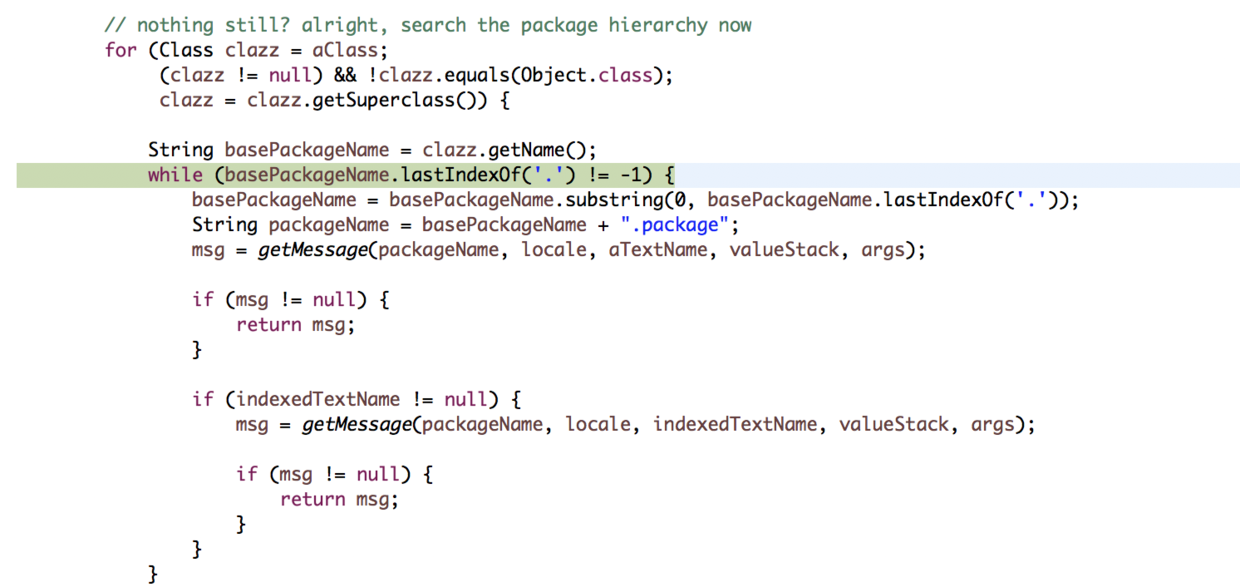 // nothing still? alright, search the package hierarchy now
for (Class clazz = aClass;
(clazz != null) && !clazz.equals(Object.class);
clazz = clazz.getSuperclass()) {
String basePackageName = clazz.getName();
while (basePackageName.lastIndexOf('.') != -1) {
basePackageName = basePackageName.substring(0, basePackageName.lastIndexOf('.'));
String packageName = basePackageName + ".package";
msg = getMessage(packageName, locale, aTextName, valueStack, args);
if (msg != null) {
return msg;
}
if (indexedTextName != null) {
msg = getMessage(packageName, locale, indexedTextName, valueStack, args);
if (msg != null) {
return msg;
}
}
}